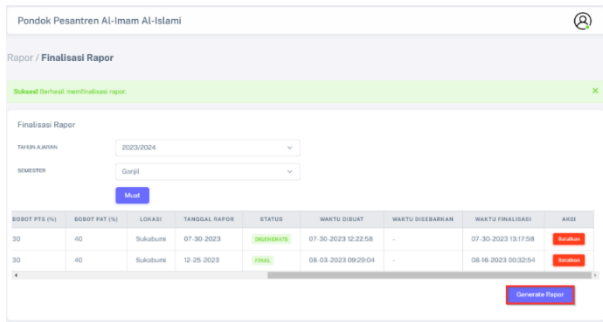 Pondok Pesantren Al-Imam Al-Islami
Rapor / Finalisasi Rapor
Sukses! Berhasil memfinalisasi rapor.
Finalisasi Rapor
TAHUN AJARAN 2023/2024
SEMESTER Ganjil
Muat
BOBOT PTS (%) BOBOT PAT (%) LOKASI TANGGAL RAPOR STATUS WAKTU DIBUAT WAKTU DISEBARKAN WAKTU FINALISASI AKSI
30 40 Sukabumi 07-30-2023 DIGENERATE 07-30-2023 12:22:58 - 07-30-2023 13:17:58 Batalkan
30 40 Sukabumi 12-25-2023 FINAL 08-03-2023 09:29:04 - 08-16-2023 00:32:54 Batalkan
Generate Rapor